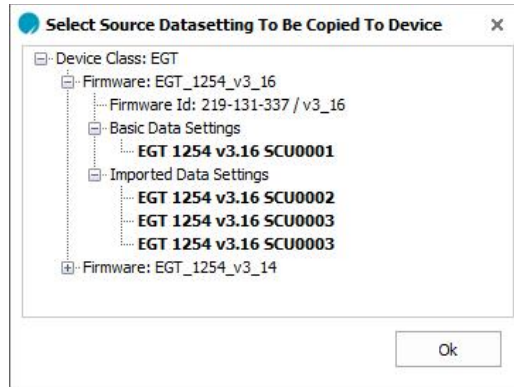 Select Source Datasetting To Be Copied To Device
Device Class: EGT
Firmware: EGT_1254_v3_16
Firmware Id: 219-131-337 / v3_16
Basic Data Settings
EGT 1254 v3.16 SCU0001
Imported Data Settings
EGT 1254 v3.16 SCU0002
EGT 1254 v3.16 SCU0003
EGT 1254 v3.16 SCU0003
Firmware: EGT_1254_v3_14
Ok